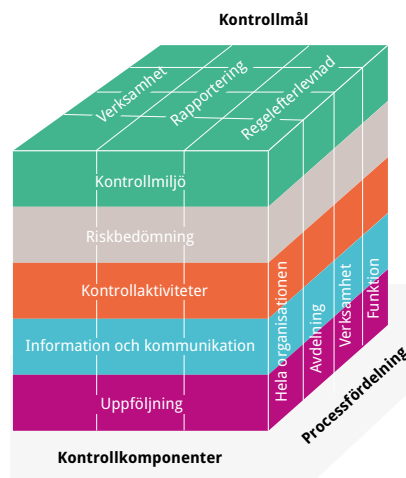 Kontrollmål
Verksamhet
Rapportering
Regelefterlevnad
Kontrollmiljö
Riskbedömning
Kontrollaktiviteter
Information och kommunikation
Uppföljning
Hela organisationen
Avdelning
Verksamhet
Funktion
Processfördelning
Kontrollkomponenter